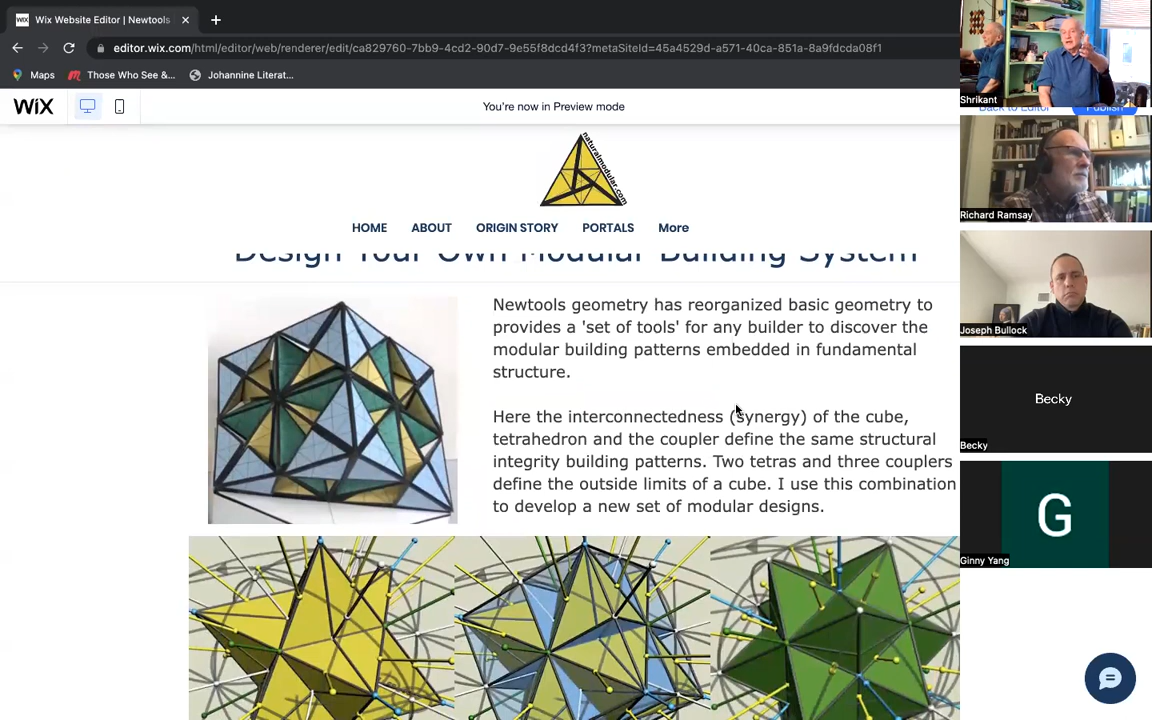 Wix Website Editor | Newtools
editor.wix.com/html/editor/web/renderer/edit/ca829760-7bb9-4cd2-90d7-9e55f8dcd4f3?metaSiteId=45a4529d-a571-40ca-851a-8a9fdcda08f1
Maps
Those Who See &...
Johannine Literat...
WiX
You're now in Preview mode
Back to Editor
Publish
naturalmodular.com
HOME
ABOUT
ORIGIN STORY
PORTALS
More
Design Your Own Modular Building System
Newtools geometry has reorganized basic geometry to
provides a 'set of tools' for any builder to discover the
modular building patterns embedded in fundamental
structure.
Here the interconnectedness (synergy) of the cube,
tetrahedron and the coupler define the same structural
integrity building patterns. Two tetras and three couplers
define the outside limits of a cube. I use this combination
to develop a new set of modular designs.
Shrikant
Richard Ramsay
Joseph Bullock
Becky
Becky
G
Ginny Yang